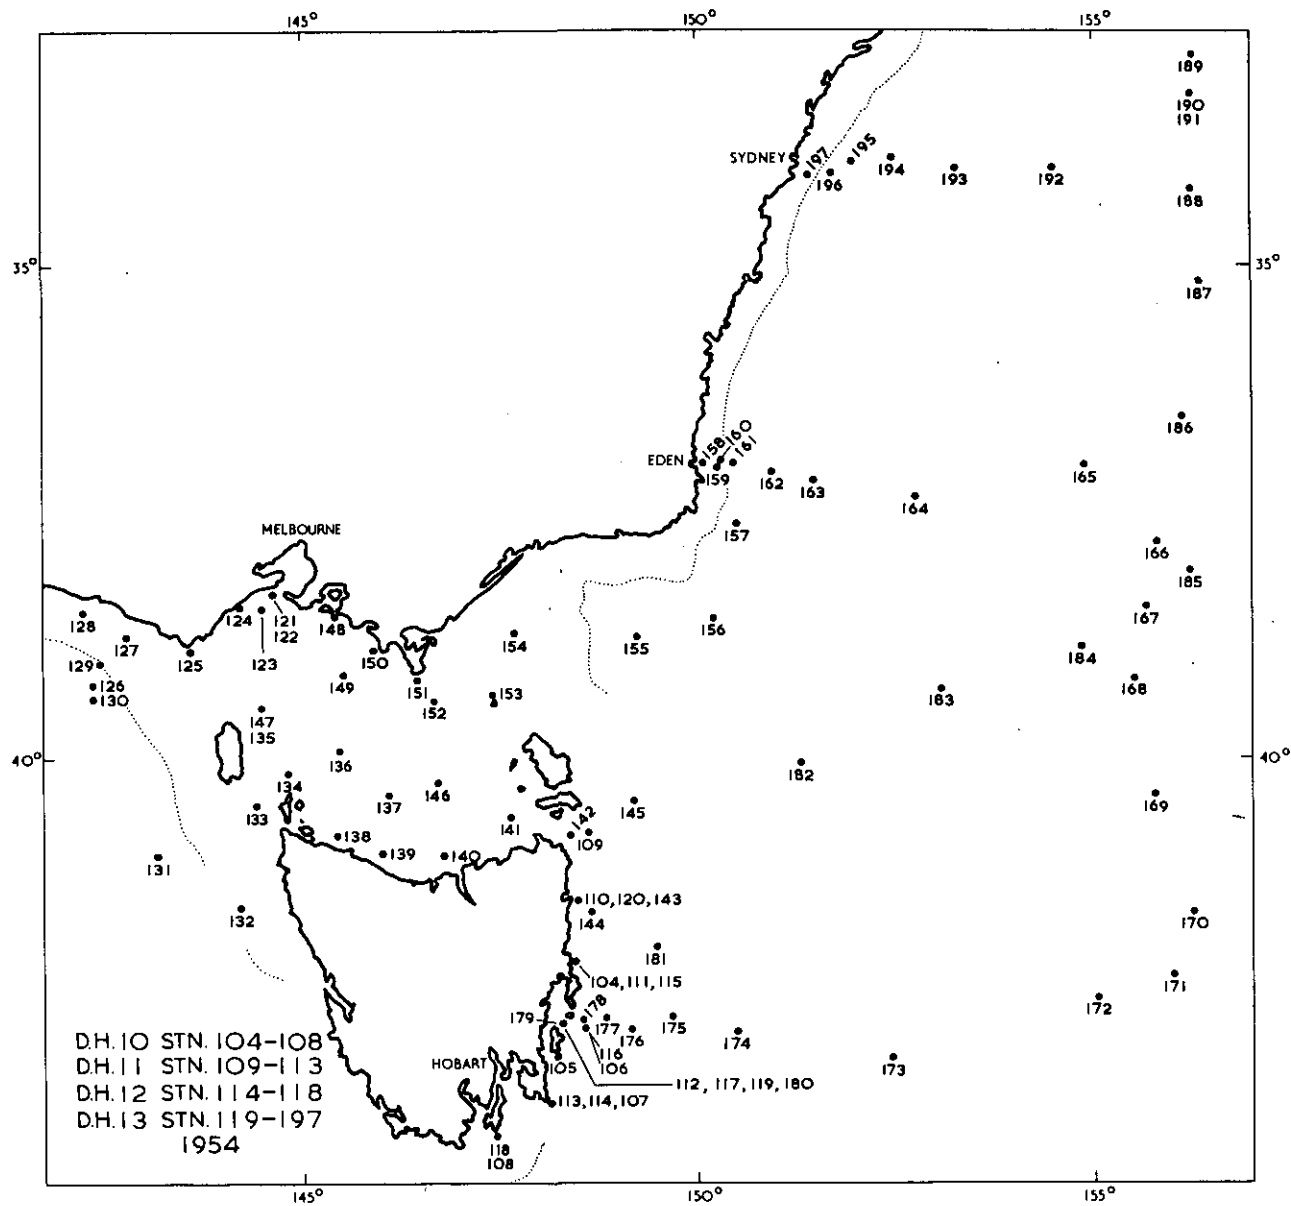 145° 150° 155°
189
190
191
SYDNEY 197 195
196 194 193 192
188
35° 35°
187
186
EDEN 158 160 161
159 162 163 164 165
157
MELBOURNE
166
185
128 124 121
122 148 156 167
127 123 154 155 184
125 150
129 149 151 168
126 153 183
130 152
147
135
40° 136 182 40°
134
133 137 146 145 169
142
138 141 109
131 139 140
132 110, 120, 143 170
144
181
104, 111, 115
171
172
178
179 177 175
176 174
116
105 106
HOBART 173
112, 117, 119, 180
113, 114, 107
118
108
D.H. 10 STN. 104–108
D.H. 11 STN. 109–113
D.H. 12 STN. 114–118
D.H. 13 STN. 119–197
1954
145° 150° 155°